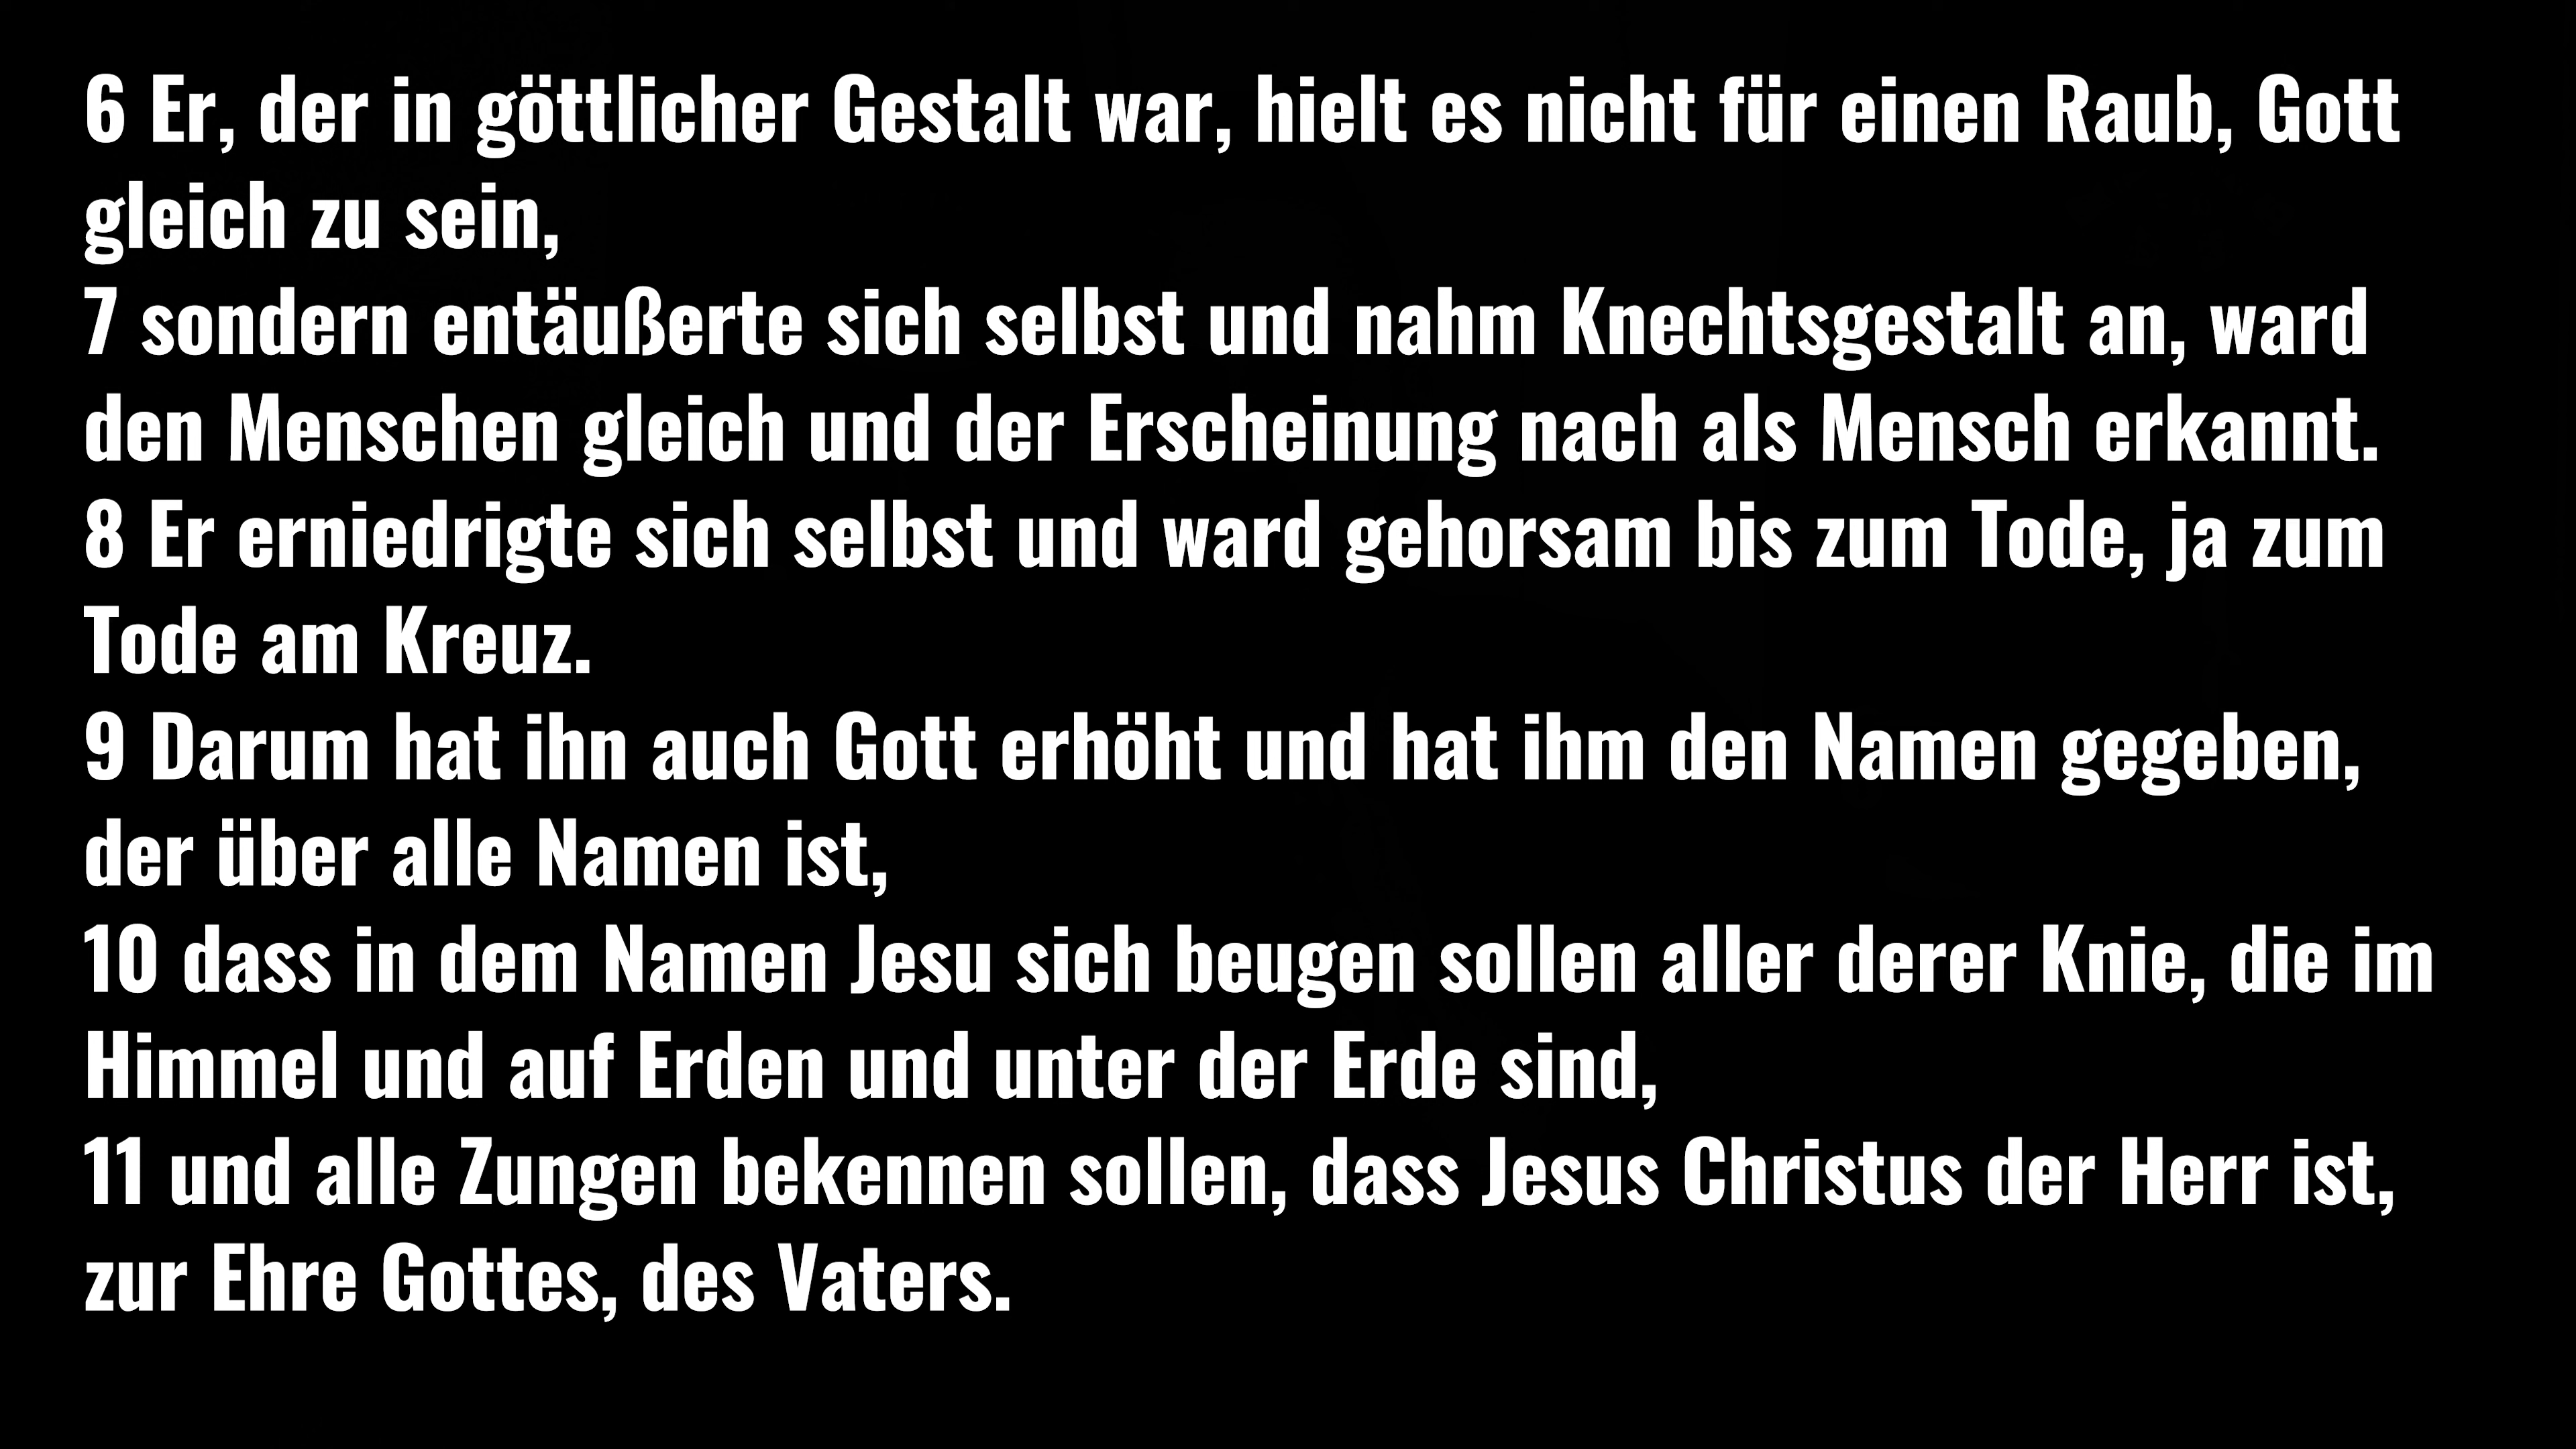 6 Er, der in göttlicher Gestalt war, hielt es nicht für einen Raub, Gott
gleich zu sein,
7 sondern entäußerte sich selbst und nahm Knechtsgestalt an, ward
den Menschen gleich und der Erscheinung nach als Mensch erkannt.
8 Er erniedrigte sich selbst und ward gehorsam bis zum Tode, ja zum
Tode am Kreuz.
9 Darum hat ihn auch Gott erhöht und hat ihm den Namen gegeben,
der über alle Namen ist,
10 dass in dem Namen Jesu sich beugen sollen aller derer Knie, die im
Himmel und auf Erden und unter der Erde sind,
11 und alle Zungen bekennen sollen, dass Jesus Christus der Herr ist,
zur Ehre Gottes, des Vaters.